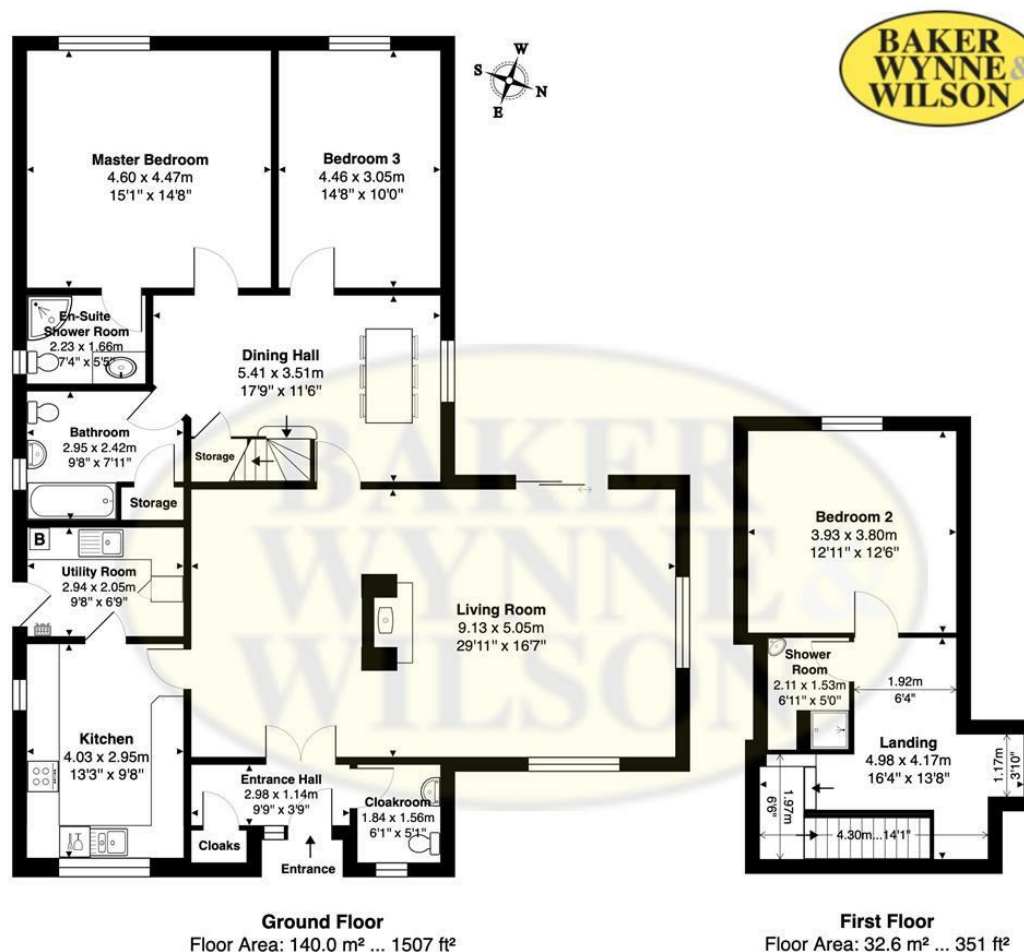 BAKER
WYNNE &
WILSON
W
S
N
E
Master Bedroom
4.60 x 4.47m
15'1" x 14'8"
Bedroom 3
4.46 x 3.05m
14'8" x 10'0"
En-Suite
Shower Room
2.23 x 1.66m
7'4" x 5'5"
Dining Hall
5.41 x 3.51m
17'9" x 11'6"
Bathroom
2.95 x 2.42m
9'8" x 7'11"
Storage
Storage
B
Utility Room
2.94 x 2.05m
9'8" x 6'9"
Living Room
9.13 x 5.05m
29'11" x 16'7"
Kitchen
4.03 x 2.95m
13'3" x 9'8"
Entrance Hall
2.98 x 1.14m
9'9" x 3'9"
Cloakroom
1.84 x 1.56m
6'1" x 5'1"
Cloaks
Entrance
BAKER
WYNNE &
WILSON
Bedroom 2
3.93 x 3.80m
12'11" x 12'6"
Shower
Room
2.11 x 1.53m
6'11" x 5'0"
1.92m
6'4"
Landing
4.98 x 4.17m
16'4" x 13'8"
1.17m
3'10"
1.97m
6'6"
4.30m...14'1"
Ground Floor
Floor Area: 140.0 m² ... 1507 ft²
First Floor
Floor Area: 32.6 m² ... 351 ft²